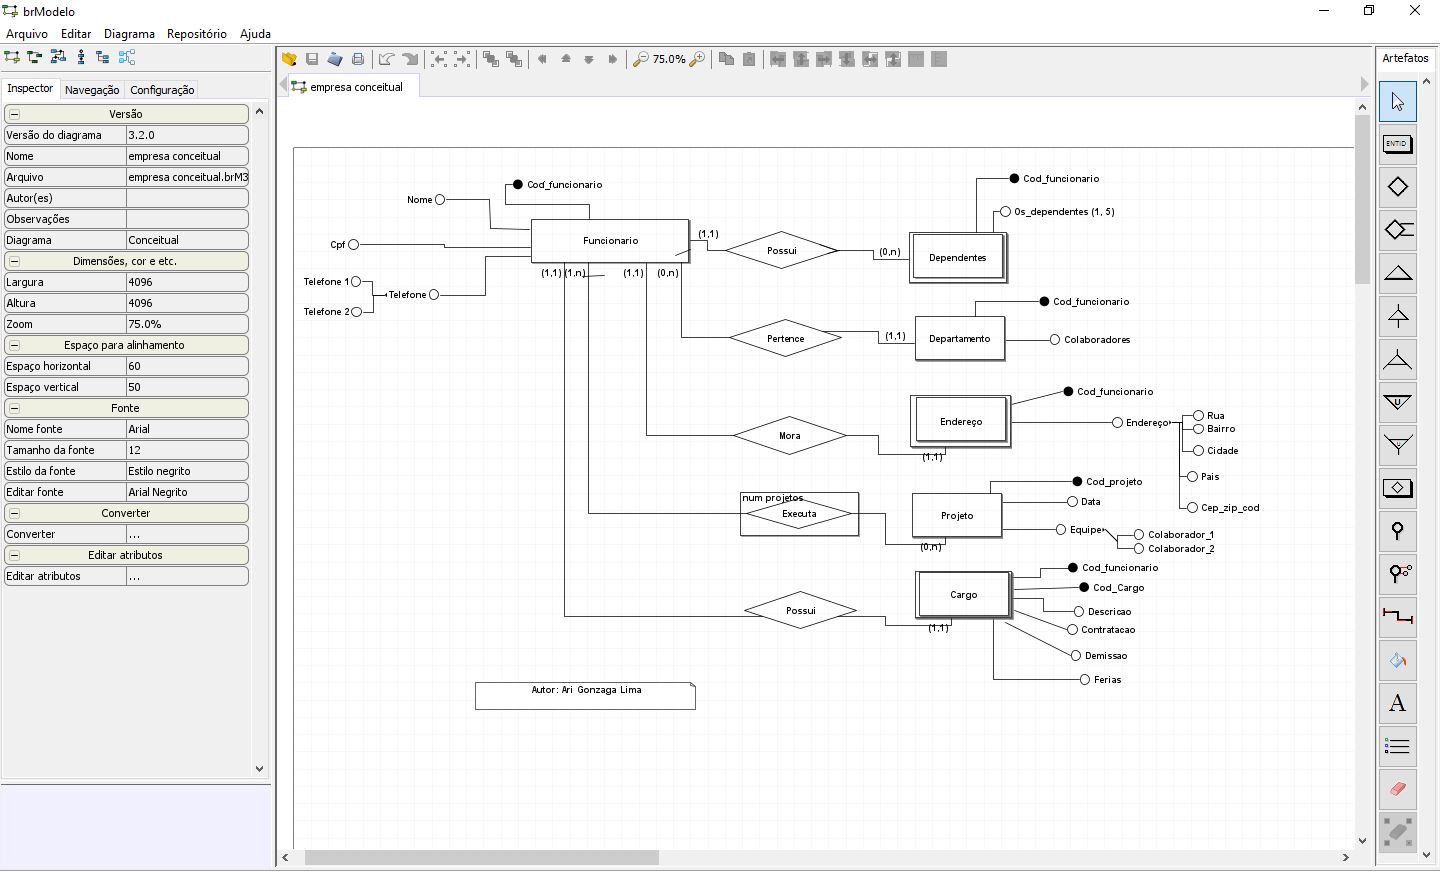 brModelo
Arquivo Editar Diagrama Repositório Ajuda
75.0%
Artefatos
Inspector Navegação Configuração
empresa conceitual
Versão
Versão do diagrama 3.2.0
Nome empresa conceitual
Arquivo empresa conceitual.brM3
Autor(es)
Observações
Diagrama Conceitual
Dimensões, cor e etc.
Largura 4096
Altura 4096
Zoom 75.0%
Espaço para alinhamento
Espaço horizontal 60
Espaço vertical 50
Fonte
Nome fonte Arial
Tamanho da fonte 12
Estilo da fonte Estilo negrito
Editar fonte Arial Negrito
Converter
Converter ...
Editar atributos
Editar atributos ...
Cod_funcionario
Nome
Cpf
Telefone 1
Telefone
Telefone 2
Funcionario
(1,1)
(1,1) (1,n) (1,1) (0,n)
Possui
(0,n)
Dependentes
Cod_funcionario
Os_dependentes (1, 5)
Pertence
(1,1)
Departamento
Cod_funcionario
Colaboradores
Mora
(1,1)
Endereço
Cod_funcionario
Endereço
Rua
Bairro
Cidade
Pais
Cep_zip_cod
num projetos
Executa
(0,n)
Projeto
Cod_projeto
Data
Equipe
Colaborador_1
Colaborador_2
Possui
(1,1)
Cargo
Cod_funcionario
Cod_Cargo
Descricao
Contratacao
Demissao
Ferias
Autor: Ari Gonzaga Lima
ENTID
U
U
A